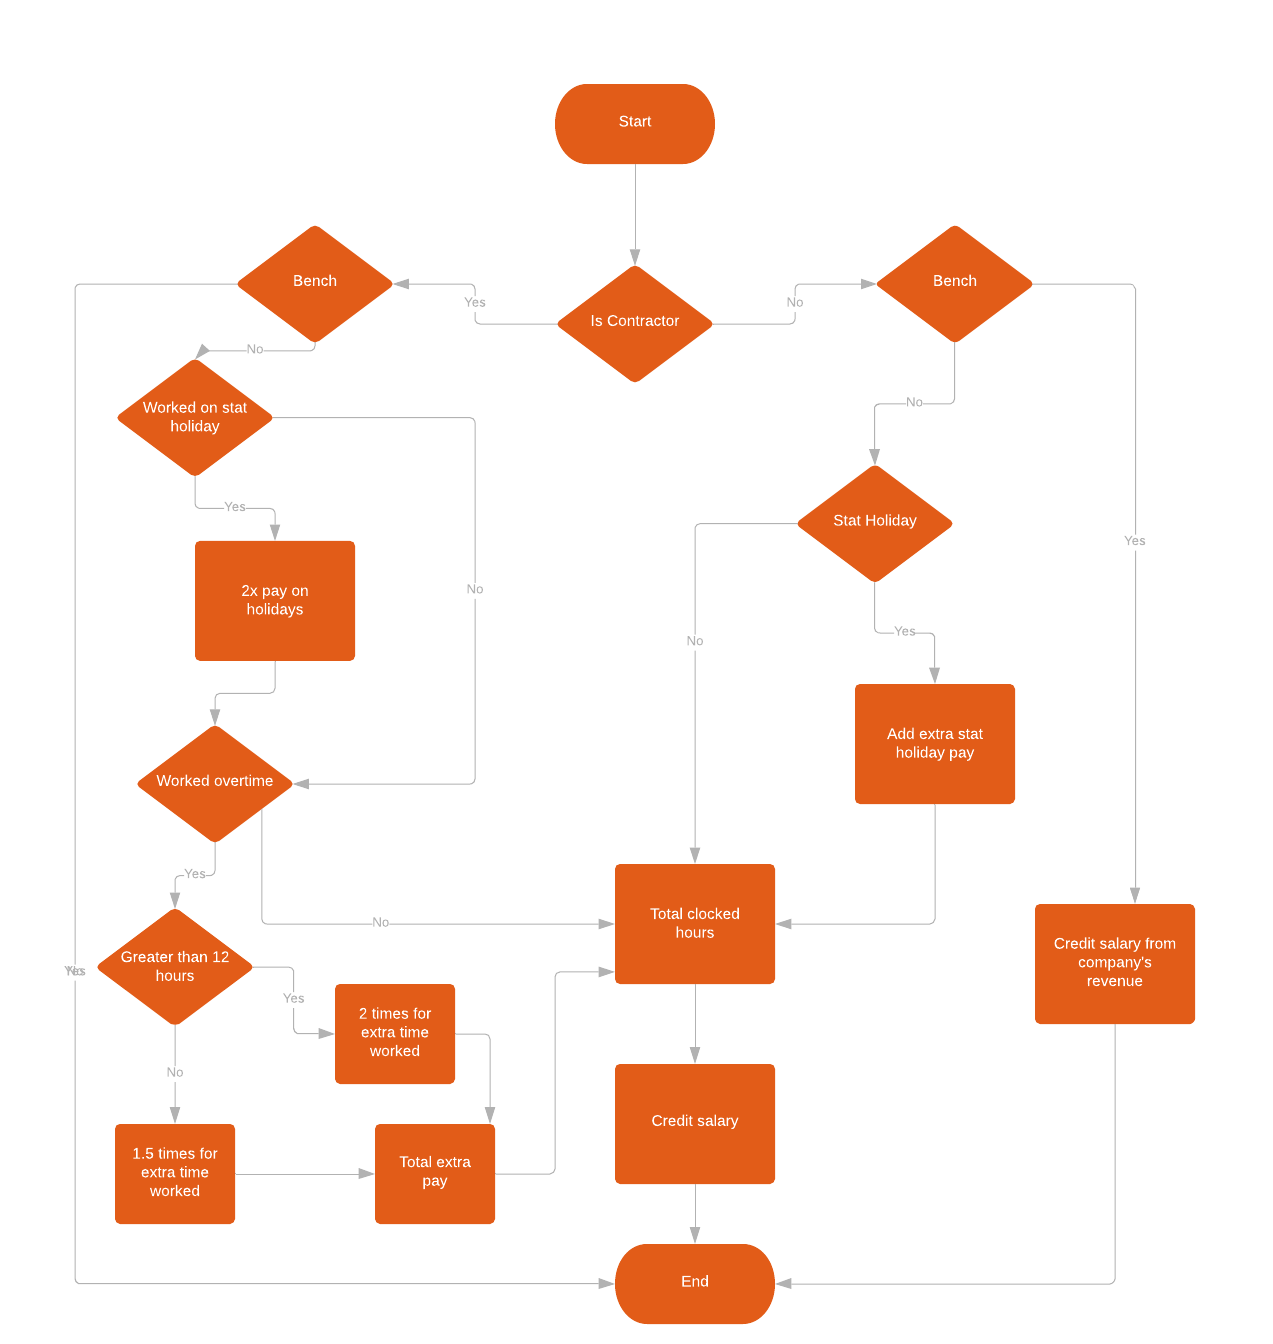 Start
Bench
Bench
Is Contractor
Yes
No
No
Worked on stat
holiday
No
Yes
Stat Holiday
Yes
2x pay on
holidays
No
Yes
No
Add extra stat
holiday pay
Worked overtime
Yes
No
Total clocked
hours
Credit salary from
company's
revenue
Greater than 12
hours
Yes
No
Yes
2 times for
extra time
worked
No
Credit salary
1.5 times for
extra time
worked
Total extra
pay
End